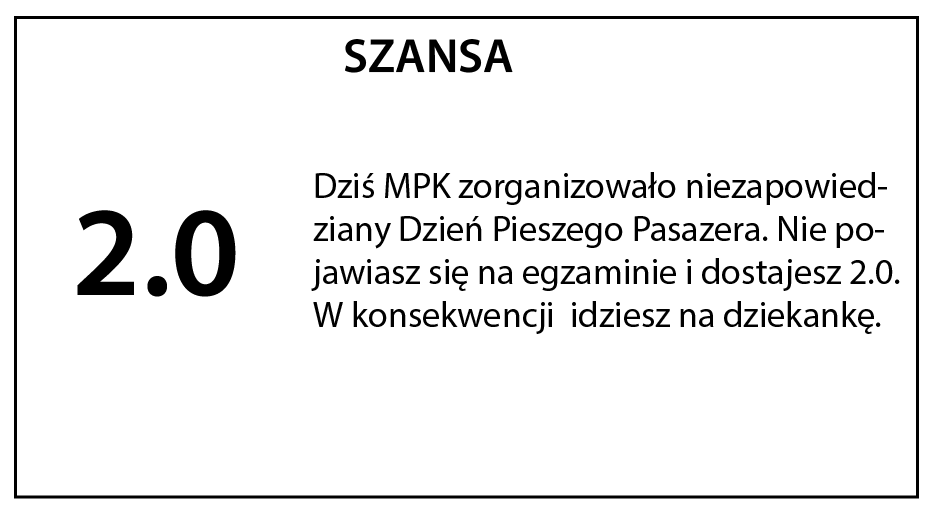 SZANSA
2.0
Dziś MPK zorganizowało niezapowied-
ziany Dzień Pieszego Pasazera. Nie po-
jawiasz się na egzaminie i dostajesz 2.0.
W konsekwencji  idziesz na dziekankę.